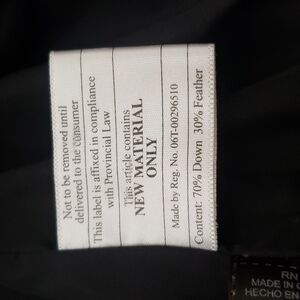 Not to be removed until
delivered to the consumer
This label is affixed in compliance
with Provincial Law
This article contains
NEW MATERIAL
ONLY
Made by Reg. No. 06T-00296510
Content: 70% Down 30% Feather
RN
MADE IN
HECHO EN